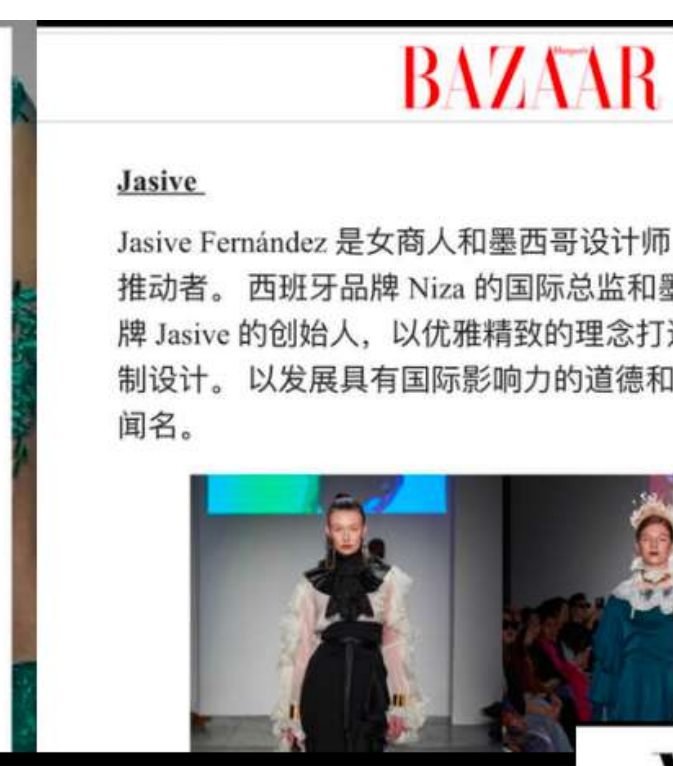 Harper's
BAZAAR
Jasive
Jasive Fernández 是女商人和墨西哥设计师
推动者。 西班牙品牌 Niza 的国际总监和墨
牌 Jasive 的创始人，以优雅精致的理念打造
制设计。 以发展具有国际影响力的道德和
闻名。